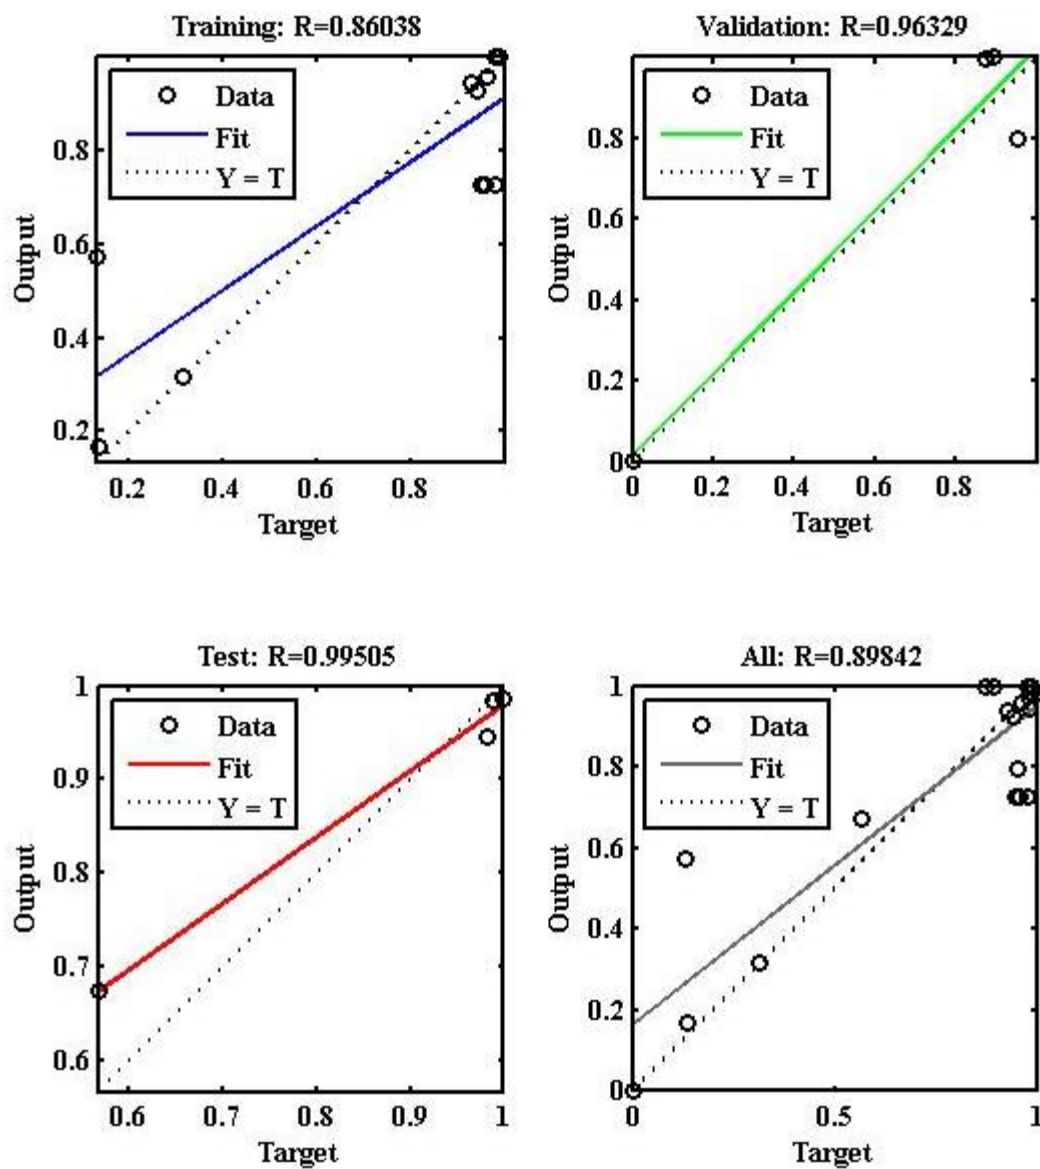 Training: R=0.86038
Data
Fit
Y = T
0.8
0.6
0.4
0.2
Output
0.2 0.4 0.6 0.8
Target
Validation: R=0.96329
Data
Fit
Y = T
0.8
0.6
0.4
0.2
0
Output
0 0.2 0.4 0.6 0.8
Target
Test: R=0.99505
Data
Fit
Y = T
1
0.9
0.8
0.7
0.6
Output
0.6 0.7 0.8 0.9 1
Target
All: R=0.89842
Data
Fit
Y = T
1
0.8
0.6
0.4
0.2
0
Output
0 0.5 1
Target